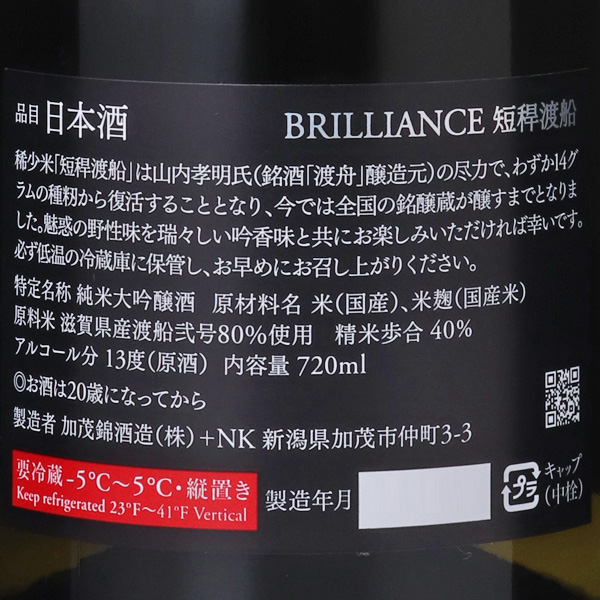 品目 日本酒 BRILLIANCE 短稈渡船
稀少米「短稈渡船」は山内孝明氏(銘酒「渡舟」醸造元)の尽力で、わずか14グ
ラムの種籾から復活することとなり、今では全国の銘醸蔵が醸すまでとなりま
した。魅惑の野性味を瑞々しい吟香味と共にお楽しみいただければ幸いです。
必ず低温の冷蔵庫に保管し、お早めにお召し上がりください。
特定名称 純米大吟醸酒 原材料名 米(国産)、米麹(国産米)
原料米 滋賀県産渡船弐号80%使用 精米歩合 40%
アルコール分 13度(原酒) 内容量 720ml
◎お酒は20歳になってから
製造者 加茂錦酒造(株)+NK 新潟県加茂市仲町3-3
要冷蔵 -5℃~5℃・縦置き
Keep refrigerated 23°F~41°F Vertical
製造年月
プラ
キャップ
(中栓)